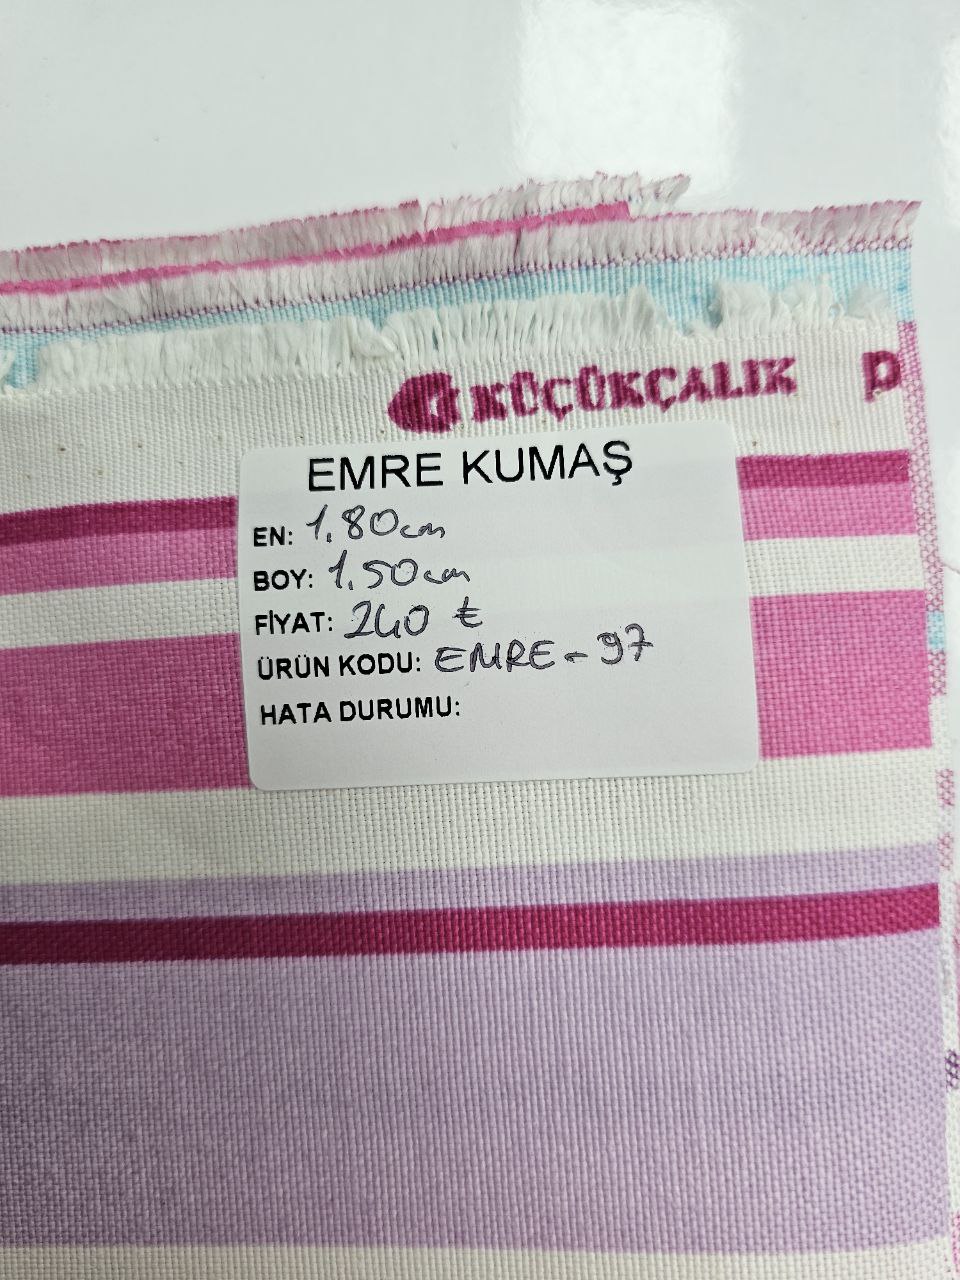 KÜÇÜKÇALIK P
EMRE KUMAŞ
EN: 1.80cm
BOY: 1.50cm
FİYAT: 240 ₺
ÜRÜN KODU: EMRE-97
HATA DURUMU: